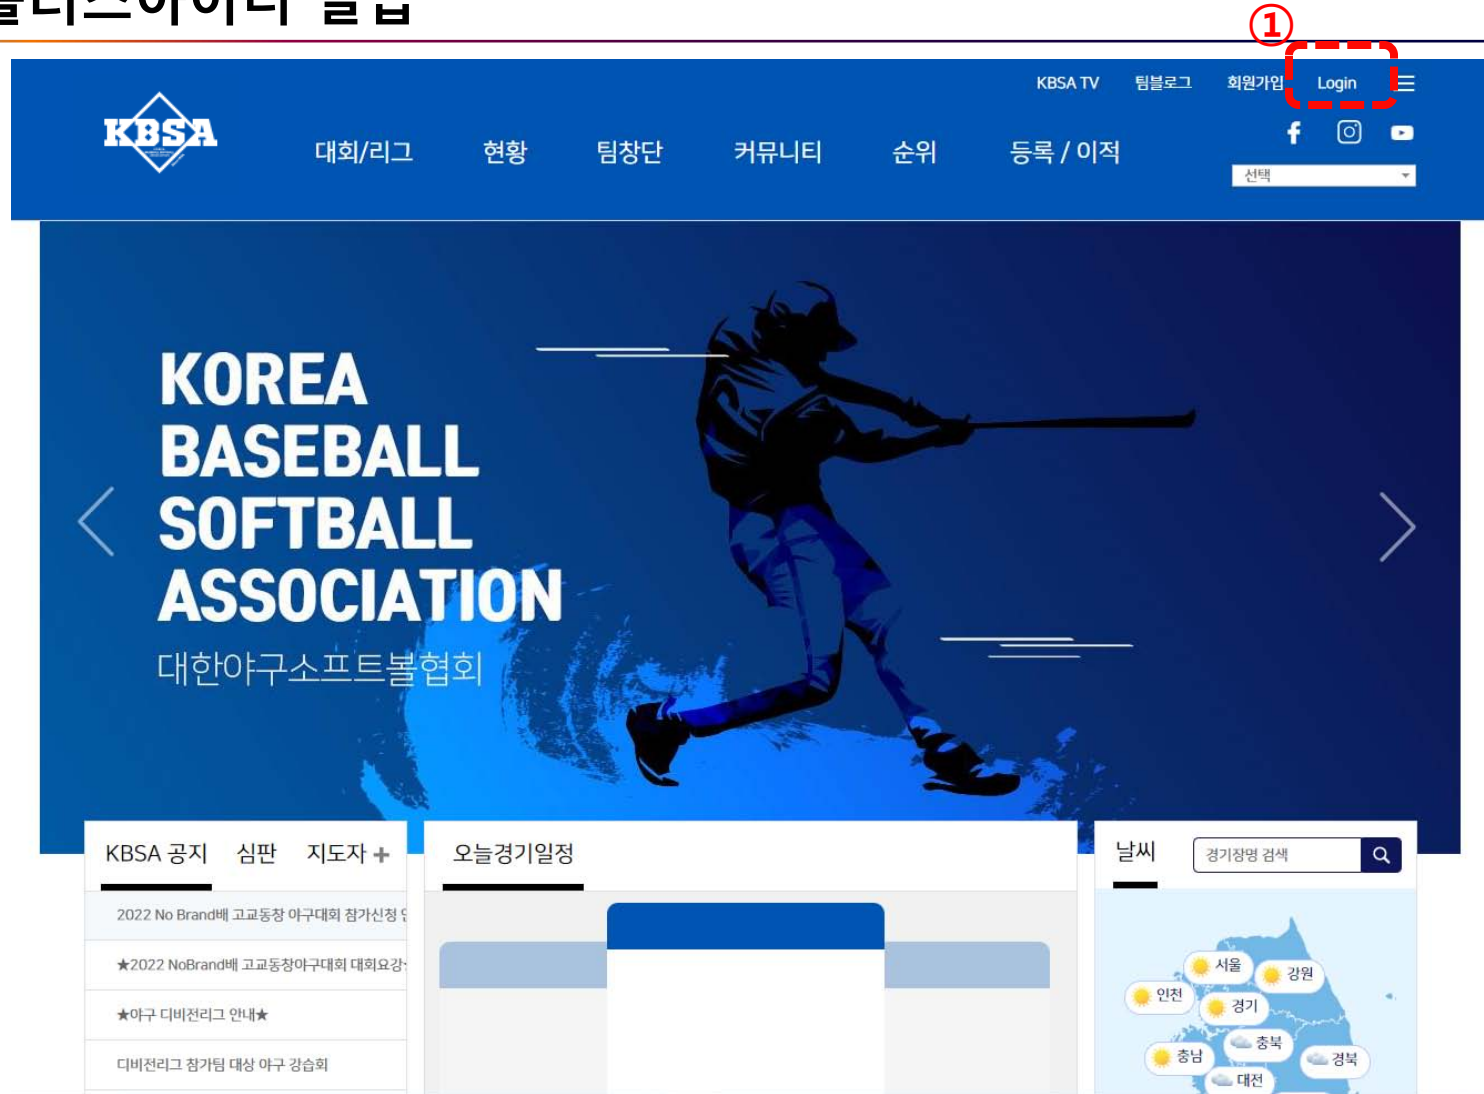 ①
KBSA TV 팀블로그 회원가입 Login
KBSA
대회/리그 현황 팀창단 커뮤니티 순위 등록 / 이적
선택
KOREA
BASEBALL
SOFTBALL
ASSOCIATION
대한야구소프트볼협회
KBSA 공지 심판 지도자
오늘경기일정
날씨 경기장명 검색
2022 No Brand배 고교동창 야구대회 참가신청
★2022 NoBrand배 고교동창야구대회 대회요강
★야구 디비전리그 안내★
디비전리그 참가팀 대상 야구 강습회
서울
강원
인천
경기
충북
충남
경북
대전